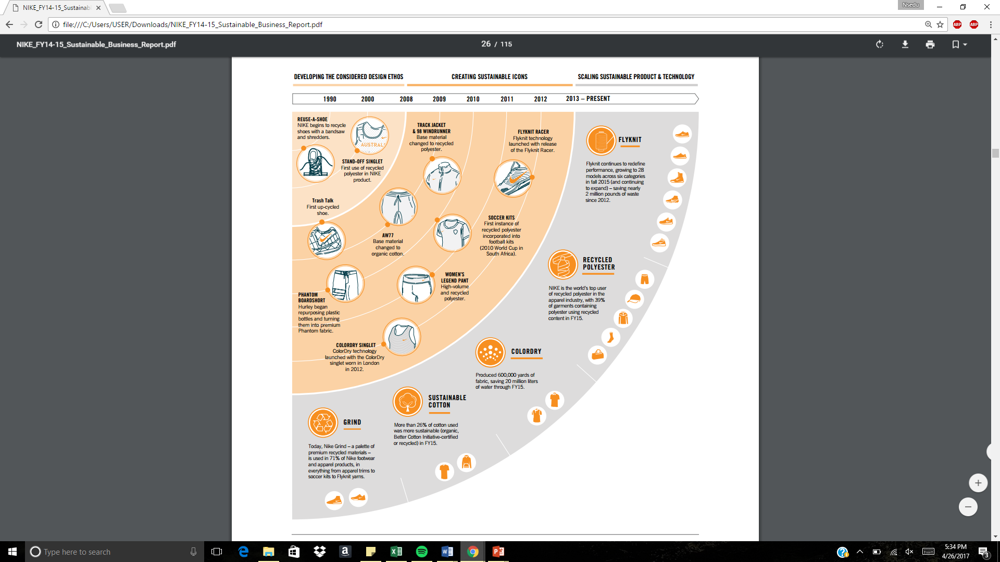 NIKE_FY14-15_Sustainab
Nsedu
file:///C:/Users/USER/Downloads/NIKE_FY14-15_Sustainable_Business_Report.pdf
ABP
ABP
NIKE_FY14-15_Sustainable_Business_Report.pdf
26 / 115
DEVELOPING THE CONSIDERED DESIGN ETHOS
CREATING SUSTAINABLE ICONS
SCALING SUSTAINABLE PRODUCT & TECHNOLOGY
1990 2000 2008 2009 2010 2011 2012 2013 – PRESENT
REUSE-A-SHOE
NIKE begins to recycle
shoes with a bandsaw
and shredders.
AUSTRAL
STAND-OFF SINGLET
First use of recycled
polyester in NIKE
product.
Trash Talk
First up-cycled
shoe.
TRACK JACKET
& 98 WINDRUNNER
Base material
changed to recycled
polyester.
FLYKNIT RACER
Flyknit technology
launched with release
of the Flyknit Racer.
AW77
Base material
changed to
organic cotton.
SOCCER KITS
First instance of
recycled polyester
incorporated into
football kits
(2010 World Cup in
South Africa).
PHANTOM
BOARDSHORT
Hurley began
repurposing plastic
bottles and turning
them into premium
Phantom fabric.
WOMEN'S
LEGEND PANT
High-volume
and recycled
polyester.
COLORDRY SINGLET
ColorDry technology
launched with the ColorDry
singlet worn in London
in 2012.
FLYKNIT
Flyknit continues to redefine
performance, growing to 28
models across six categories
in fall 2015 (and continuing
to expand) – saving nearly
2 million pounds of waste
since 2012.
RECYCLED
POLYESTER
NIKE is the world's top user
of recycled polyester in the
apparel industry, with 39%
of garments containing
polyester using recycled
content in FY15.
COLORDRY
Produced 600,000 yards of
fabric, saving 20 million liters
of water through FY15.
SUSTAINABLE
COTTON
More than 26% of cotton used
was more sustainable (organic,
Better Cotton Initiative-certified
or recycled) in FY15.
GRIND
Today, Nike Grind – a palette of
premium recycled materials –
is used in 71% of Nike footwear
and apparel products, in
everything from apparel trims to
soccer kits to Flyknit yarns.
Type here to search
5:34 PM
4/26/2017
3